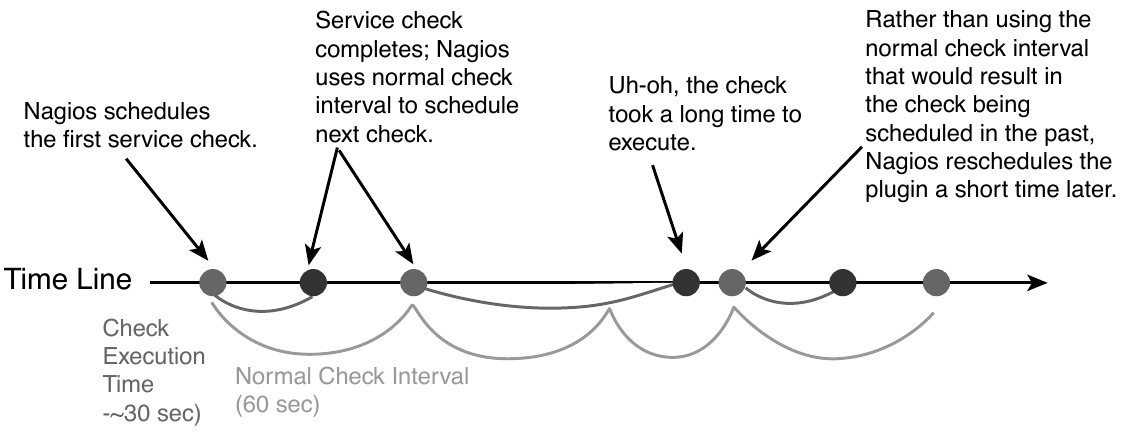 Nagios schedules
the first service check.
Service check
completes; Nagios
uses normal check
interval to schedule
next check.
Uh-oh, the check
took a long time to
execute.
Rather than using the
normal check interval
that would result in
the check being
scheduled in the past,
Nagios reschedules the
plugin a short time later.
Time Line
Check
Execution
Time
-~30 sec)
Normal Check Interval
(60 sec)